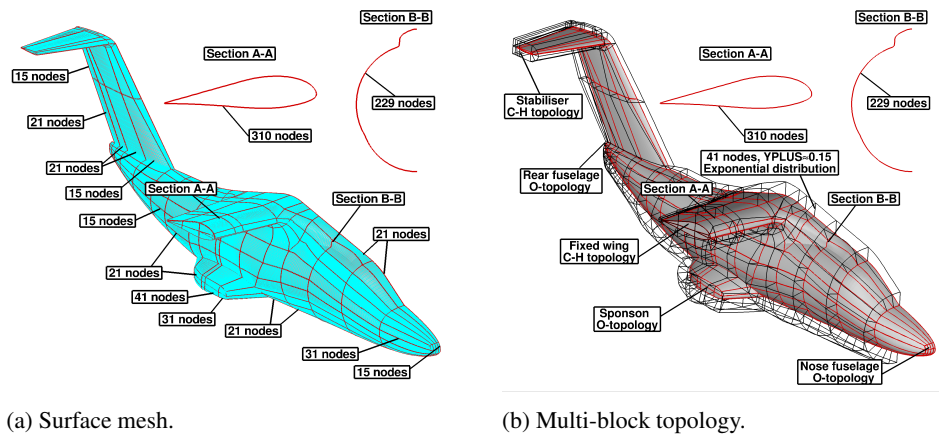 Section B-B
Section A-A
15 nodes
229 nodes
21 nodes
310 nodes
21 nodes
15 nodes
Section A-A
Section B-B
15 nodes
21 nodes
21 nodes
41 nodes
31 nodes
21 nodes
31 nodes
15 nodes
(a) Surface mesh.
Section B-B
Section A-A
Stabiliser
C-H topology
229 nodes
310 nodes
41 nodes, YPLUS≈0.15
Exponential distribution
Rear fuselage
O-topology
Section A-A
Section B-B
Fixed wing
C-H topology
Sponson
O-topology
Nose fuselage
O-topology
(b) Multi-block topology.